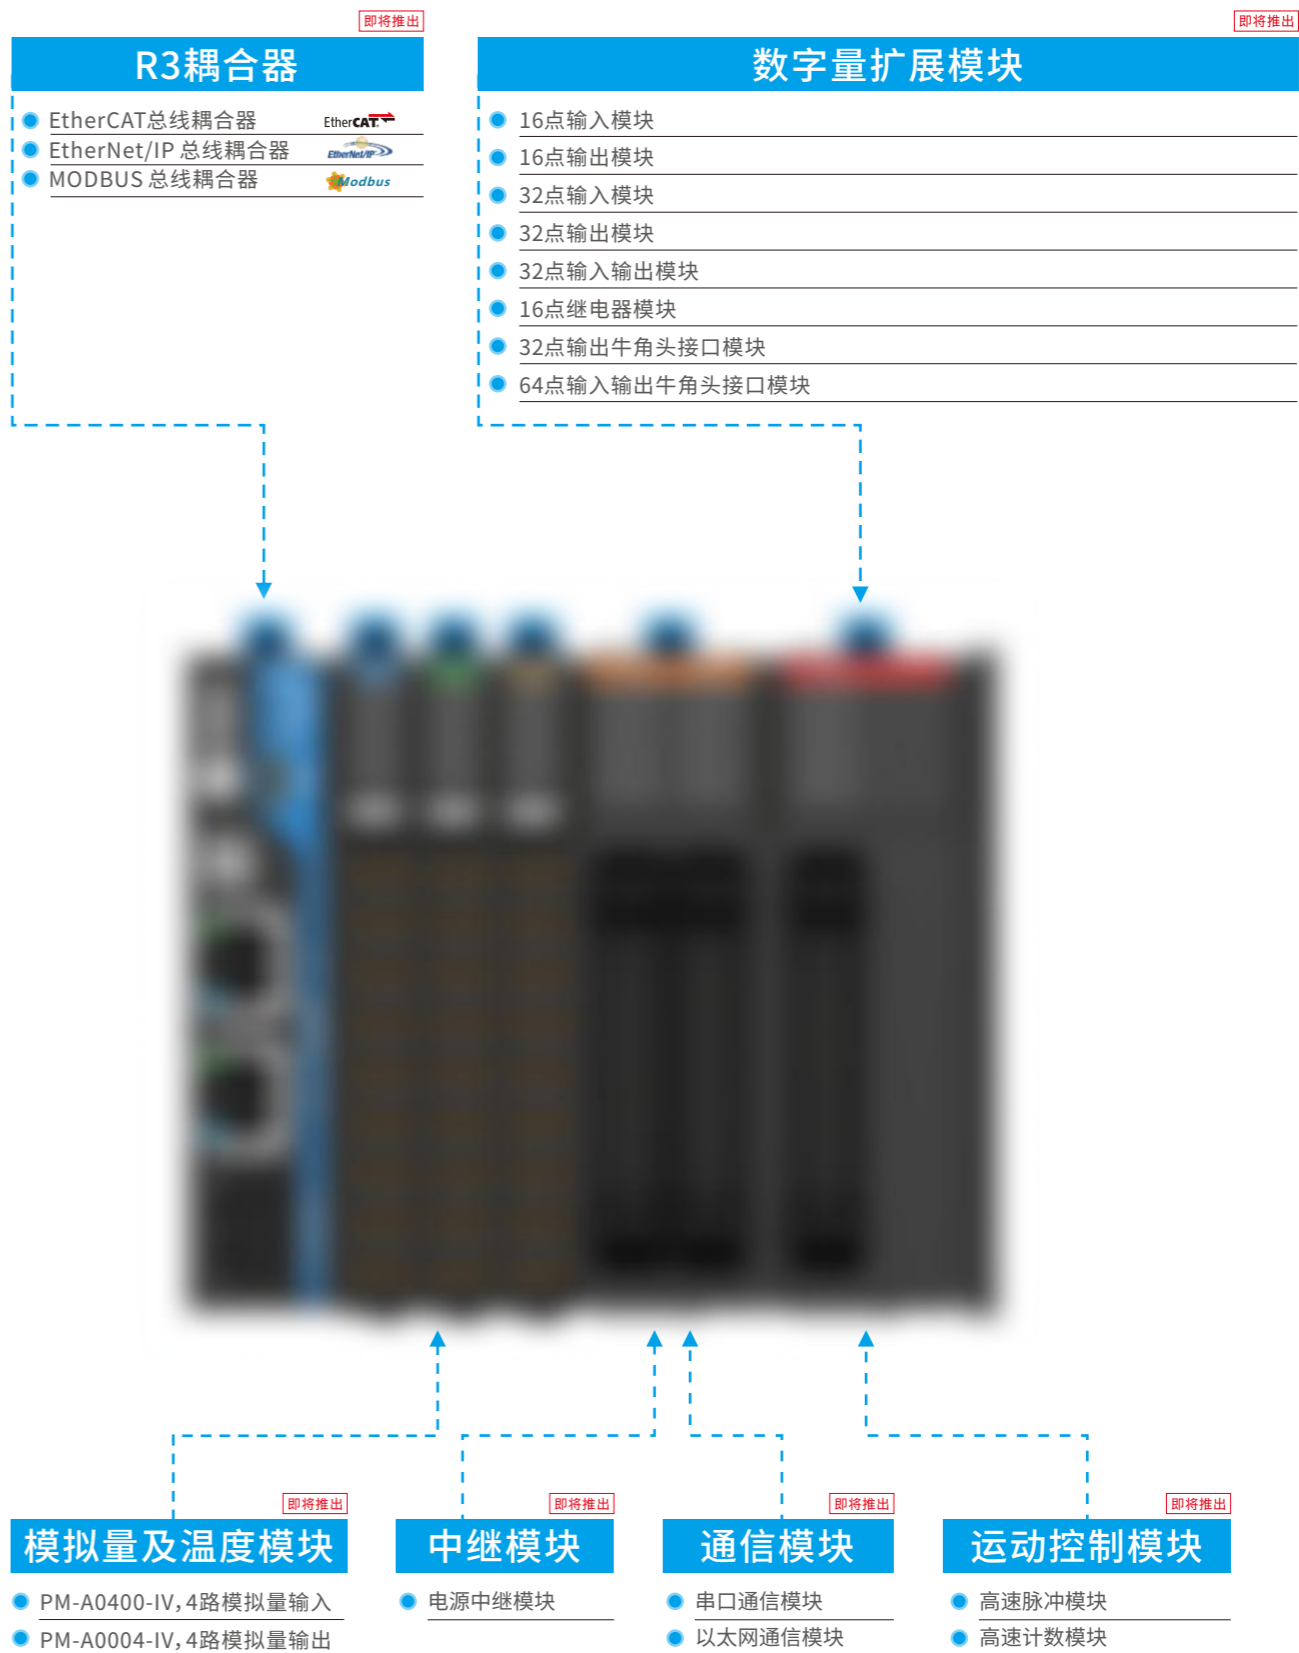 即将推出
R3耦合器
EtherCAT总线耦合器 EtherCAT
EtherNet/IP 总线耦合器 EtherNet/IP
MODBUS 总线耦合器 Modbus
即将推出
数字量扩展模块
16点输入模块
16点输出模块
32点输入模块
32点输出模块
32点输入输出模块
16点继电器模块
32点输出牛角头接口模块
64点输入输出牛角头接口模块
即将推出
模拟量及温度模块
PM-A0400-IV，4路模拟量输入
PM-A0004-IV，4路模拟量输出
即将推出
中继模块
电源中继模块
即将推出
通信模块
串口通信模块
以太网通信模块
即将推出
运动控制模块
高速脉冲模块
高速计数模块